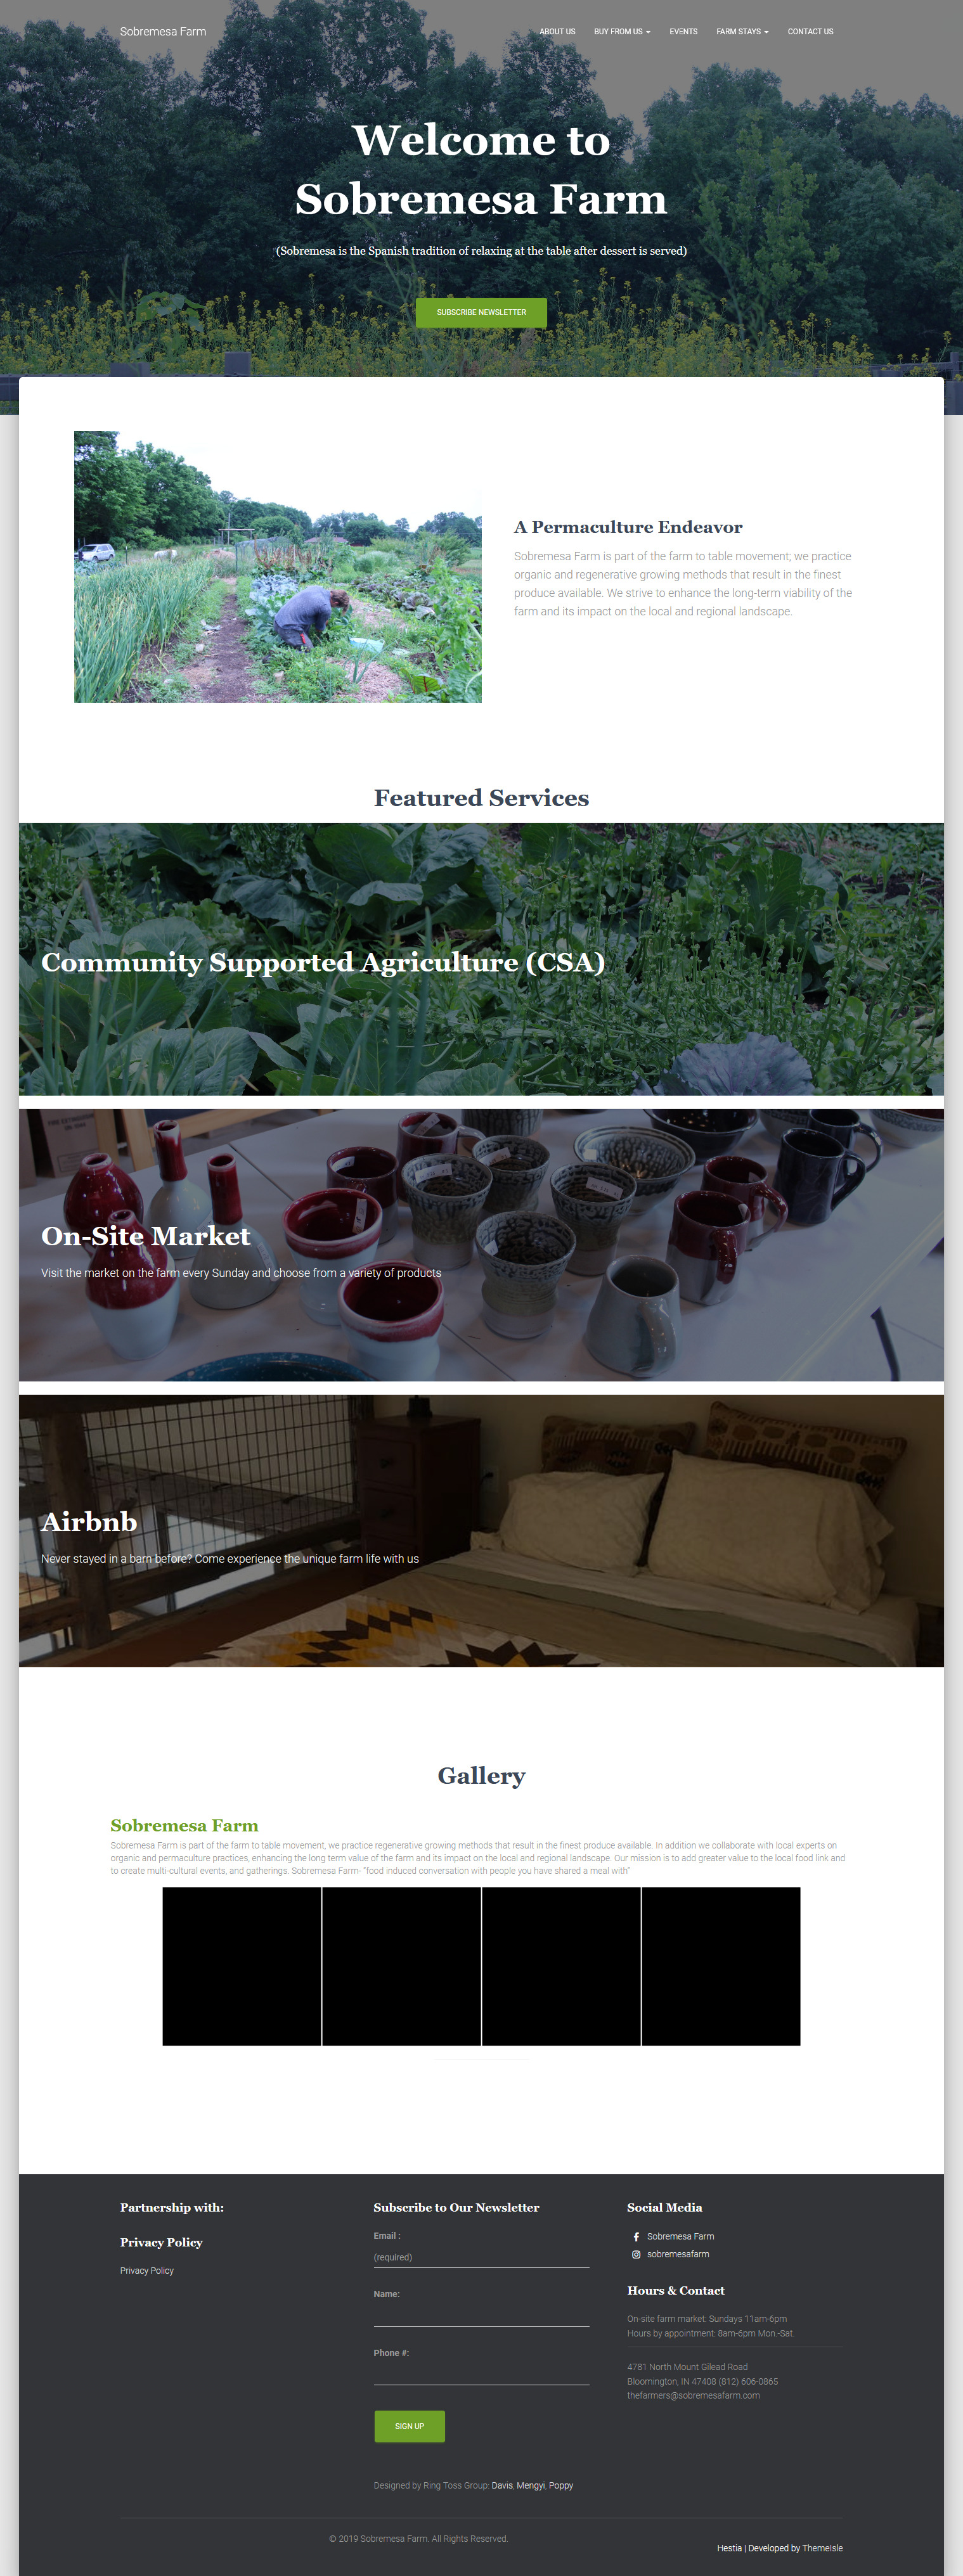 Sobremesa Farm
ABOUT US
BUY FROM US
EVENTS
FARM STAYS
CONTACT US
Welcome to
Sobremesa Farm
(Sobremesa is the Spanish tradition of relaxing at the table after dessert is served)
SUBSCRIBE NEWSLETTER
A Permaculture Endeavor
Sobremesa Farm is part of the farm to table movement; we practice
organic and regenerative growing methods that result in the finest
produce available. We strive to enhance the long-term viability of the
farm and its impact on the local and regional landscape.
Featured Services
Community Supported Agriculture (CSA)
On-Site Market
Visit the market on the farm every Sunday and choose from a variety of products
Airbnb
Never stayed in a barn before? Come experience the unique farm life with us
Gallery
Sobremesa Farm
Sobremesa Farm is part of the farm to table movement, we practice regenerative growing methods that result in the finest produce available. In addition we collaborate with local experts on
organic and permaculture practices, enhancing the long term value of the farm and its impact on the local and regional landscape. Our mission is to add greater value to the local food link and
to create multi-cultural events, and gatherings. Sobremesa Farm- "food induced conversation with people you have shared a meal with"
Partnership with:
Privacy Policy
Privacy Policy
Subscribe to Our Newsletter
Email :
(required)
Name:
Phone #:
SIGN UP
Designed by Ring Toss Group: Davis, Mengyi, Poppy
Social Media
Sobremesa Farm
sobremesafarm
Hours & Contact
On-site farm market: Sundays 11am-6pm
Hours by appointment: 8am-6pm Mon.-Sat.
4781 North Mount Gilead Road
Bloomington, IN 47408 (812) 606-0865
thefarmers@sobremesafarm.com
© 2019 Sobremesa Farm. All Rights Reserved.
Hestia | Developed by ThemeIsle